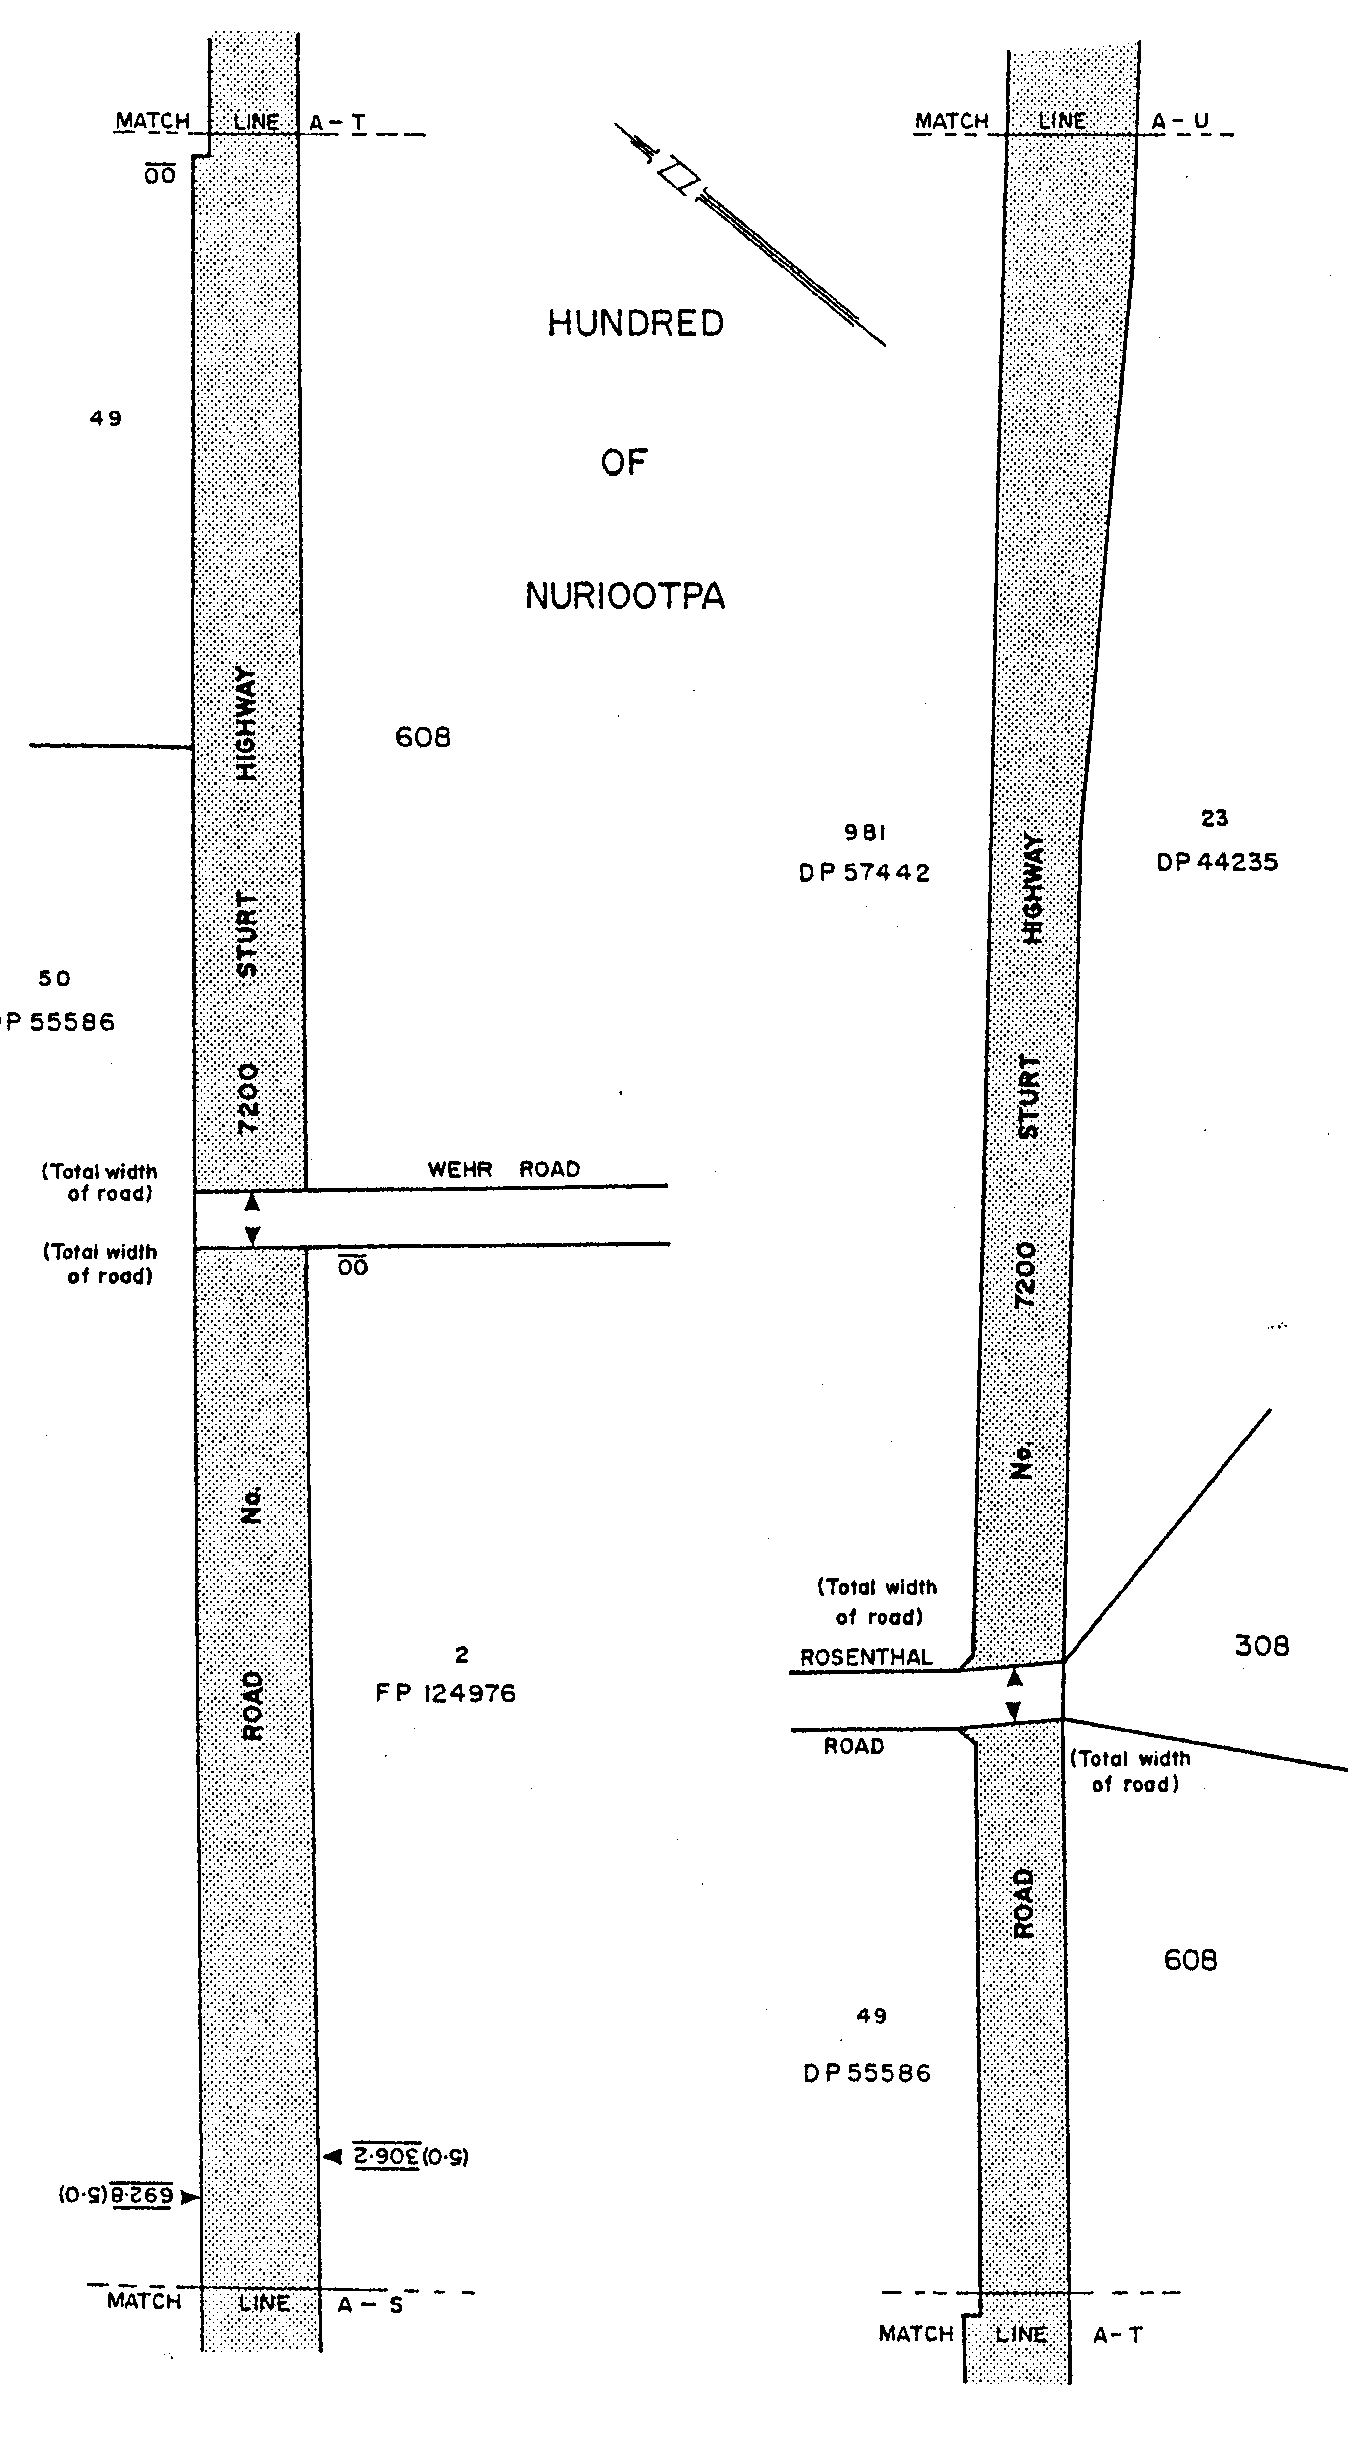 MATCH LINE A-T
00
HUNDRED
OF
NURIOOTPA
49
608
50
P 55586
ROAD No. 7200 STURT HIGHWAY
(Total width
of road)
WEHR ROAD
(Total width
of road)
00
2
FP 124976
306·2(5·0)
692·8(5·0)
MATCH LINE A-S
MATCH LINE A-U
981
DP 57442
23
DP 44235
ROAD No. 7200 STURT HIGHWAY
(Total width
of road)
ROSENTHAL
ROAD
308
(Total width
of road)
608
49
DP 55586
MATCH LINE A-T